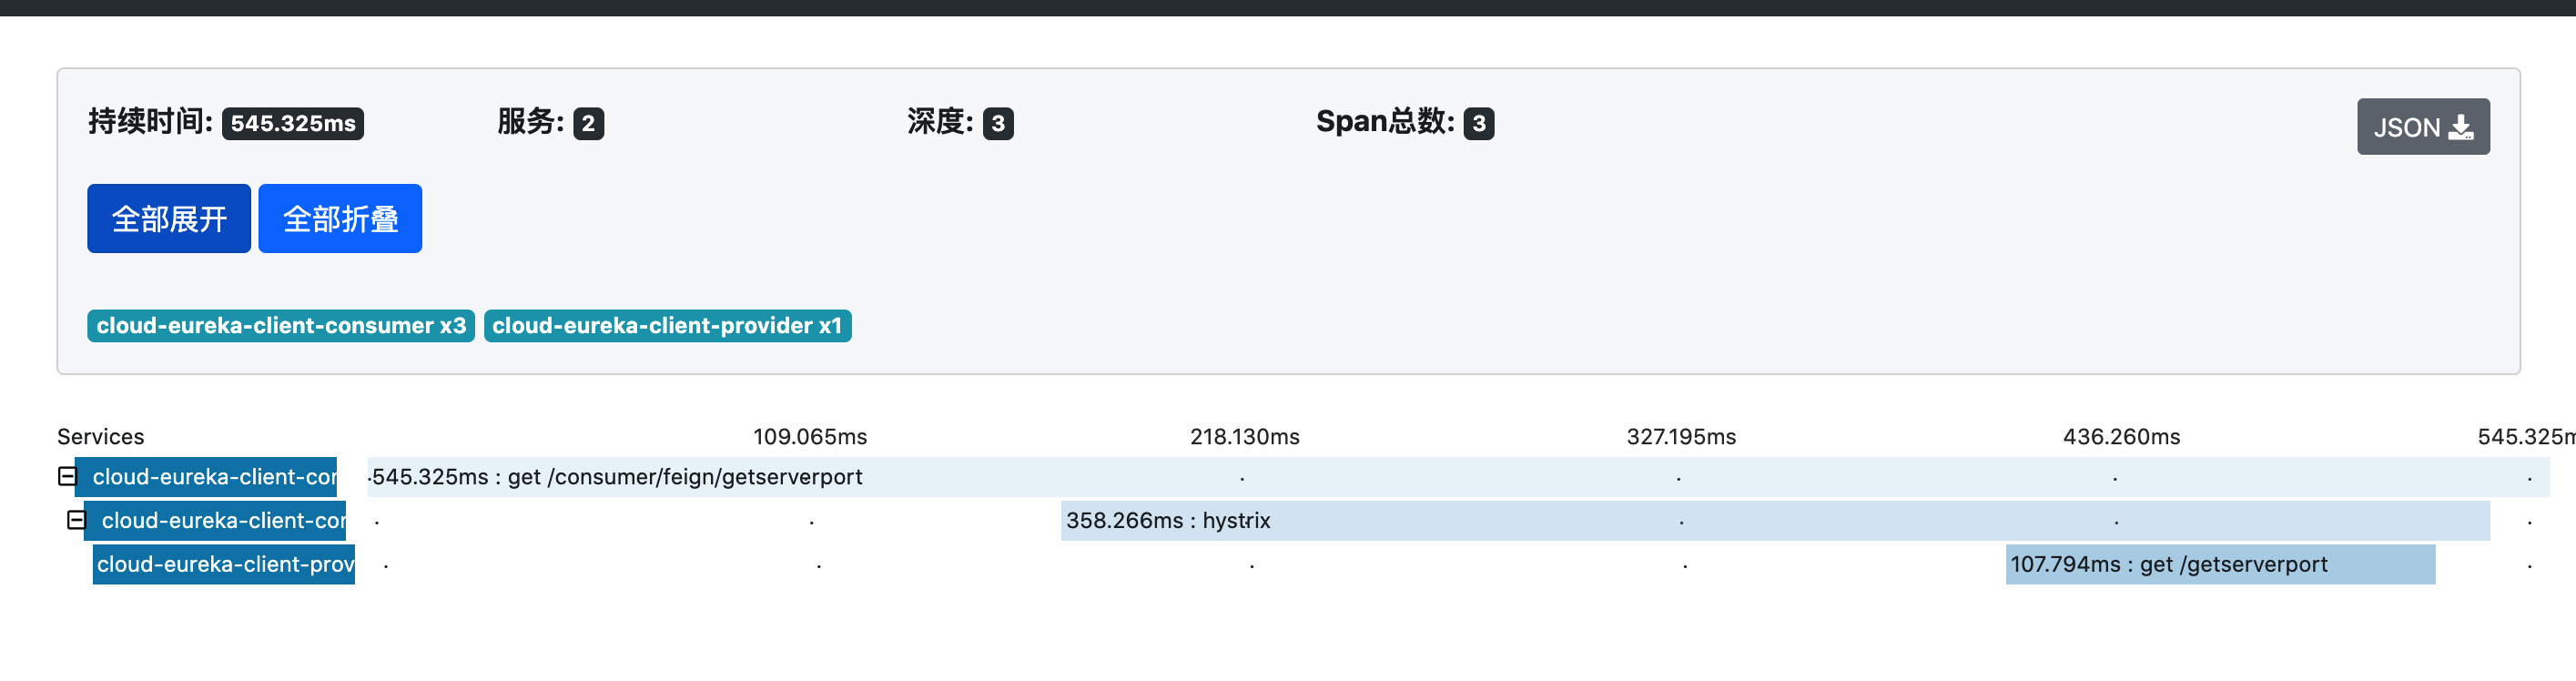 持续时间: 545.325ms 服务: 2 深度: 3 Span总数: 3 JSON
全部展开 全部折叠
cloud-eureka-client-consumer x3 cloud-eureka-client-provider x1
Services 109.065ms 218.130ms 327.195ms 436.260ms 545.325m
cloud-eureka-client-con 545.325ms : get /consumer/feign/getserverport
cloud-eureka-client-con 358.266ms : hystrix
cloud-eureka-client-prov 107.794ms : get /getserverport